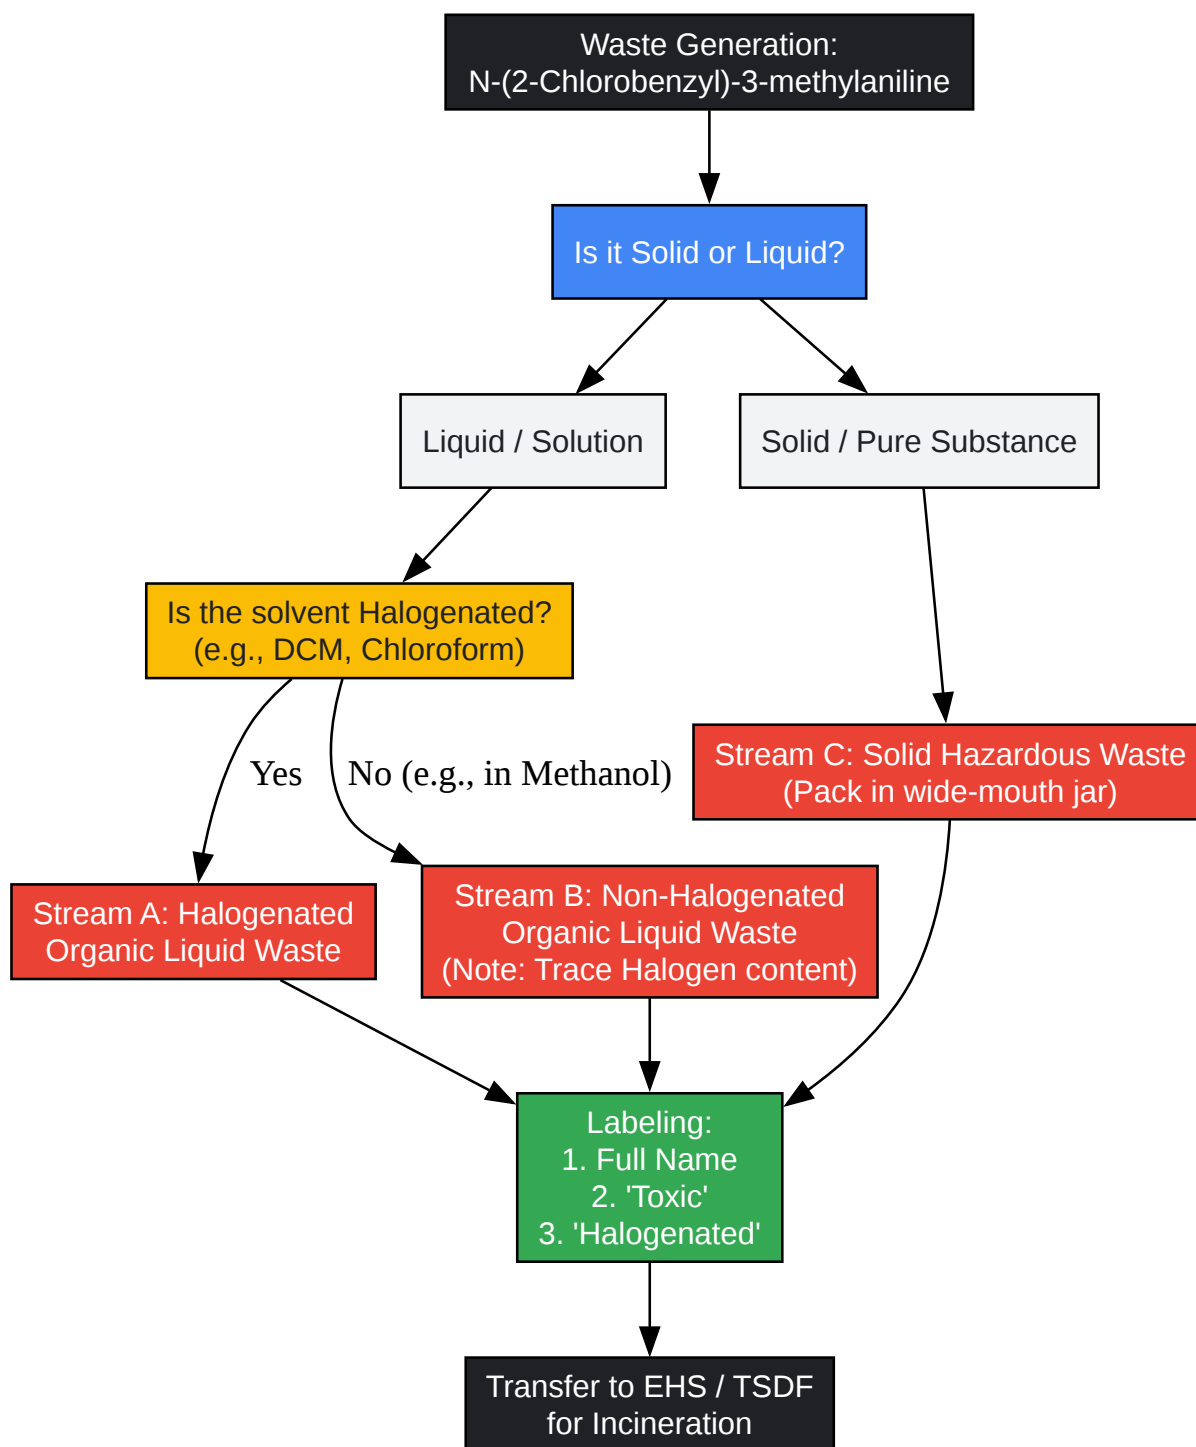 Waste Generation:
N-(2-Chlorobenzyl)-3-methylaniline
Is it Solid or Liquid?
Liquid / Solution
Solid / Pure Substance
Is the solvent Halogenated?
(e.g., DCM, Chloroform)
Yes
No (e.g., in Methanol)
Stream C: Solid Hazardous Waste
(Pack in wide-mouth jar)
Stream A: Halogenated
Organic Liquid Waste
Stream B: Non-Halogenated
Organic Liquid Waste
(Note: Trace Halogen content)
Labeling:
1. Full Name
2. 'Toxic'
3. 'Halogenated'
Transfer to EHS / TSDF
for Incineration